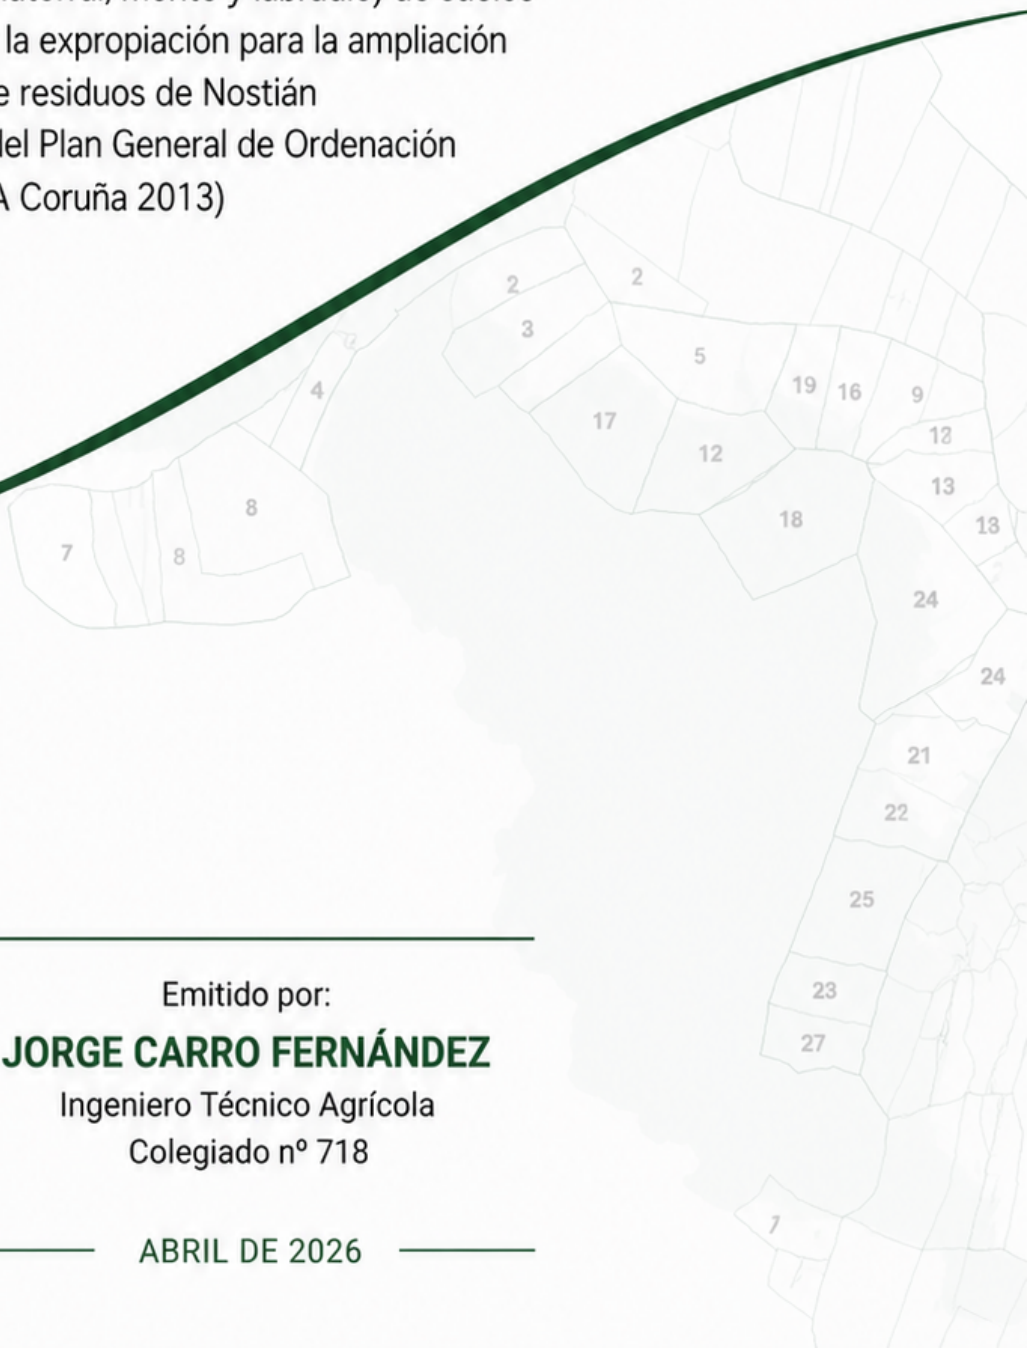 la expropiación para la ampliación
e residuos de Nostián
del Plan General de Ordenación
A Coruña 2013)
2
2
3
5
4
19
16
9
17
12
12
13
8
18
13
7
8
24
24
21
22
25
Emitido por:
23
JORGE CARRO FERNÁNDEZ
27
Ingeniero Técnico Agrícola
Colegiado nº 718
1
ABRIL DE 2026